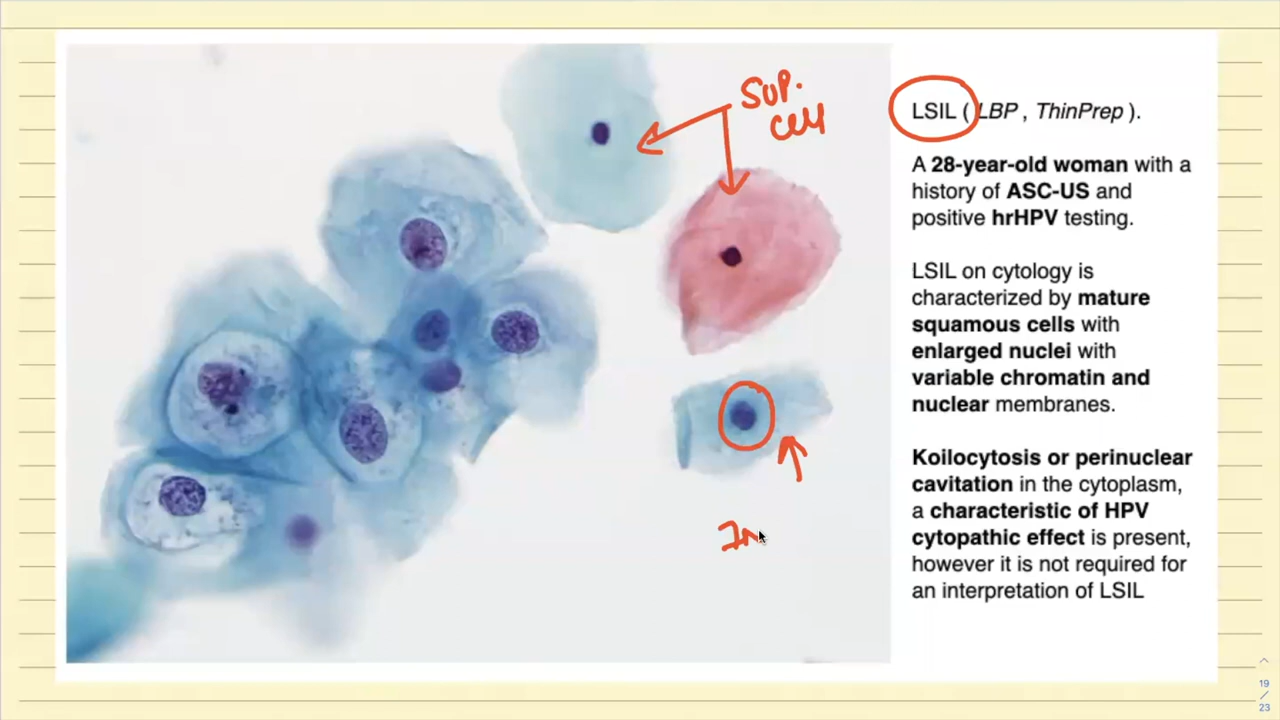 SUP.
cell
LSIL ( LBP , ThinPrep ).
A 28-year-old woman with a
history of ASC-US and
positive hrHPV testing.
LSIL on cytology is
characterized by mature
squamous cells with
enlarged nuclei with
variable chromatin and
nuclear membranes.
Koilocytosis or perinuclear
cavitation in the cytoplasm,
a characteristic of HPV
cytopathic effect is present,
however it is not required for
an interpretation of LSIL
In
19
/
23